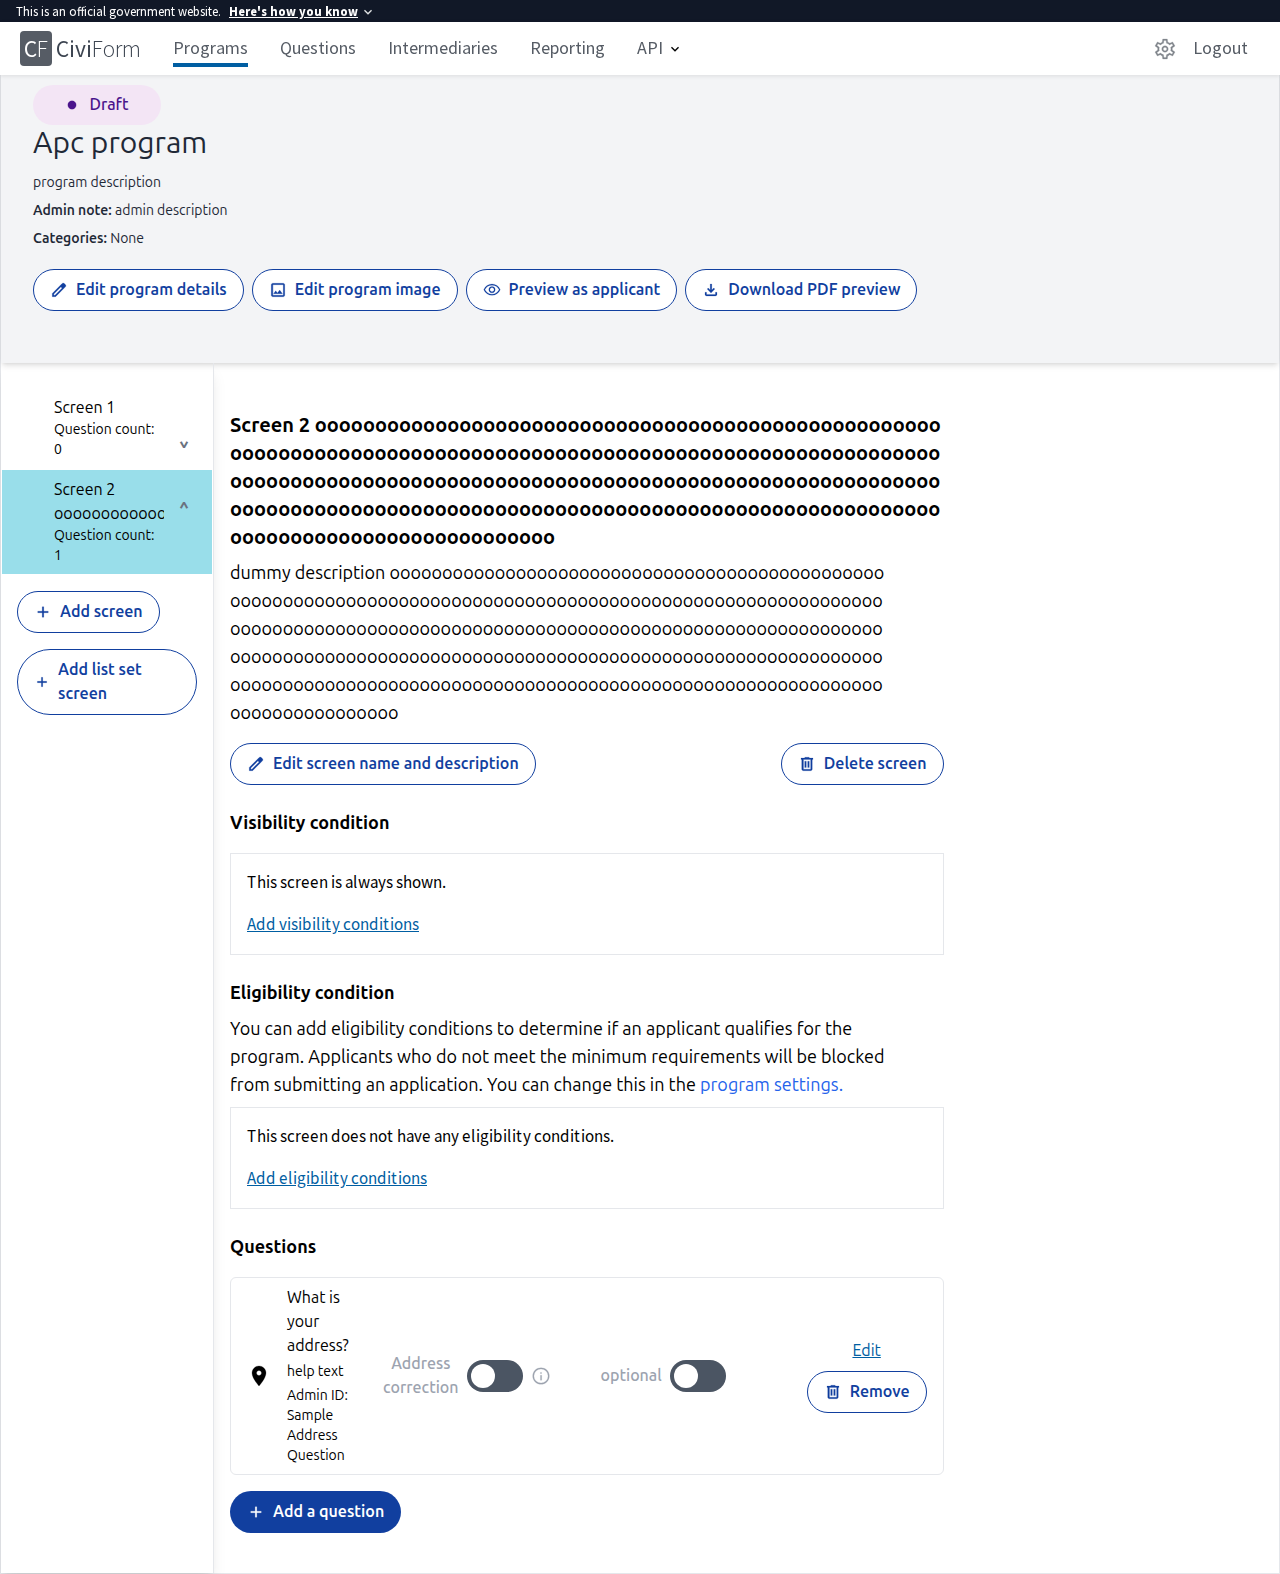 This is an official government website. Here's how you know
CF CiviForm Programs Questions Intermediaries Reporting API Logout
Draft
Apc program
program description
Admin note: admin description
Categories: None
Edit program details Edit program image Preview as applicant Download PDF preview
Screen 1
Question count:
0
Screen 2
oooooooooooo
Question count:
1
Add screen
Add list set
screen
Screen 2 oooooooooooooooooooooooooooooooooooooooooooooooooooo
ooooooooooooooooooooooooooooooooooooooooooooooooooooooooooo
ooooooooooooooooooooooooooooooooooooooooooooooooooooooooooo
ooooooooooooooooooooooooooooooooooooooooooooooooooooooooooo
ooooooooooooooooooooooooooo
dummy description ooooooooooooooooooooooooooooooooooooooooooooooo
oooooooooooooooooooooooooooooooooooooooooooooooooooooooooooooo
oooooooooooooooooooooooooooooooooooooooooooooooooooooooooooooo
oooooooooooooooooooooooooooooooooooooooooooooooooooooooooooooo
oooooooooooooooooooooooooooooooooooooooooooooooooooooooooooooo
oooooooooooooooo
Edit screen name and description Delete screen
Visibility condition
This screen is always shown.
Add visibility conditions
Eligibility condition
You can add eligibility conditions to determine if an applicant qualifies for the
program. Applicants who do not meet the minimum requirements will be blocked
from submitting an application. You can change this in the program settings.
This screen does not have any eligibility conditions.
Add eligibility conditions
Questions
What is
your
address?
help text
Admin ID:
Sample
Address
Question
Address
correction
optional
Edit
Remove
Add a question